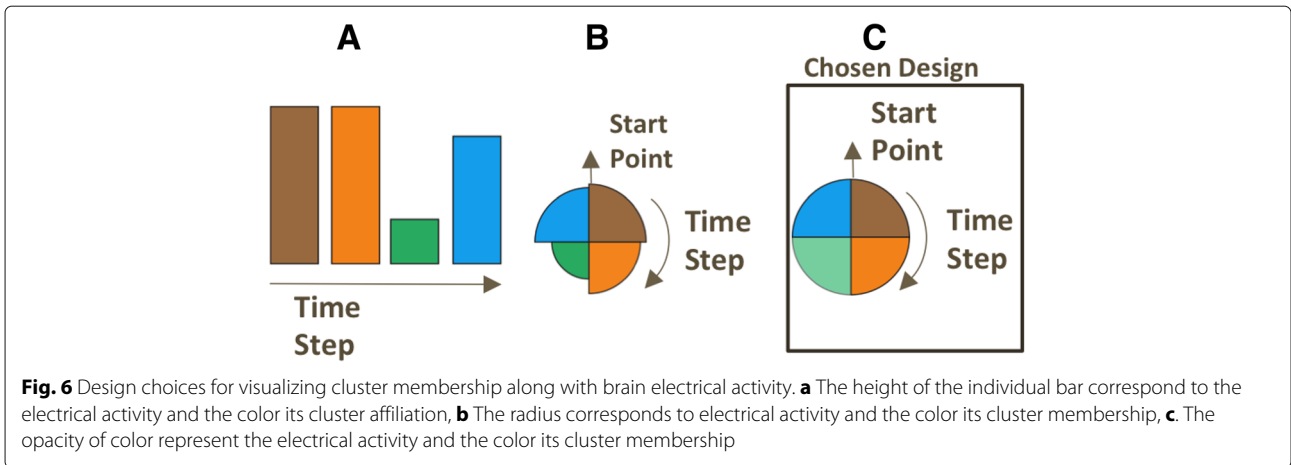 A
B
C
Chosen Design
Start
Point
Time
Step
Start
Point
Time
Step
Time
Step
Fig. 6 Design choices for visualizing cluster membership along with brain electrical activity. a The height of the individual bar correspond to the
electrical activity and the color its cluster affiliation, b The radius corresponds to electrical activity and the color its cluster membership, c. The
opacity of color represent the electrical activity and the color its cluster membership